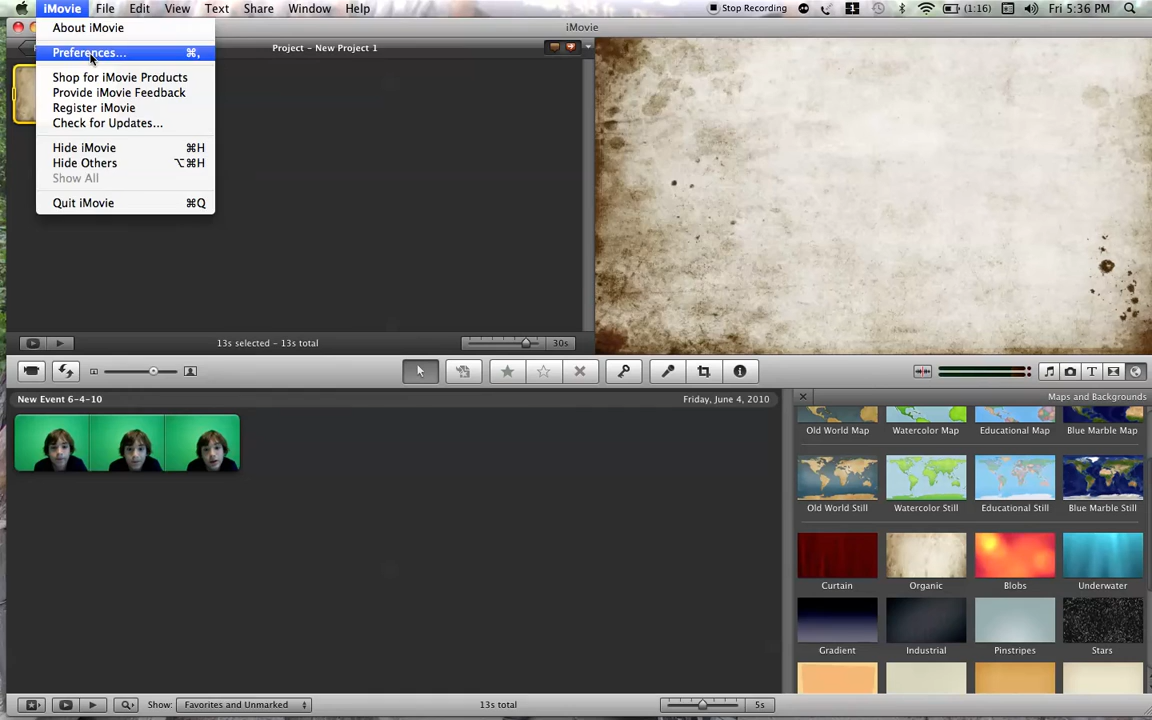 iMovie File Edit View Text Share Window Help Stop Recording (1:16) Fri 5:36 PM
iMovie
About iMovie
Preferences... ⌘,
Shop for iMovie Products
Provide iMovie Feedback
Register iMovie
Check for Updates...
Hide iMovie ⌘H
Hide Others ⌥⌘H
Show All
Quit iMovie ⌘Q
Project - New Project 1
13s selected - 13s total 30s
New Event 6-4-10 Friday, June 4, 2010
Maps and Backgrounds
Old World Map Watercolor Map Educational Map Blue Marble Map
Old World Still Watercolor Still Educational Still Blue Marble Still
Curtain Organic Blobs Underwater
Gradient Industrial Pinstripes Stars
Show: Favorites and Unmarked 13s total 5s